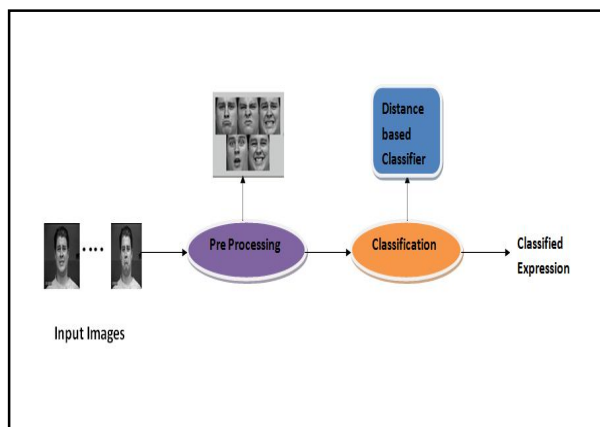 Distance
based
Classifier
Pre Processing
Classification
Classified
Expression
Input Images